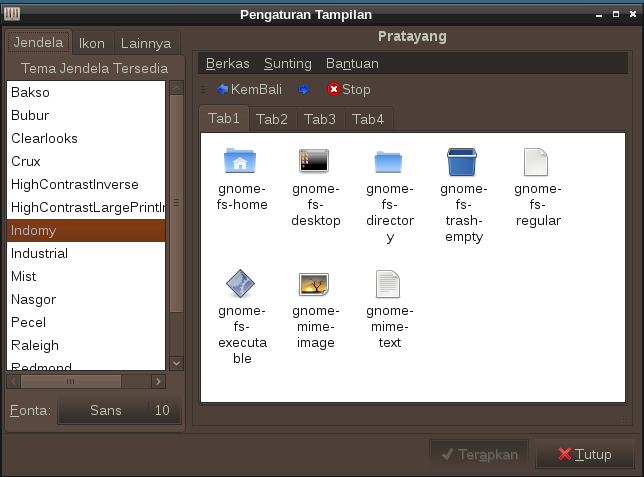 Pengaturan Tampilan
Jendela Ikon Lainnya
Tema Jendela Tersedia
Bakso
Bubur
Clearlooks
Crux
HighContrastInverse
HighContrastLargePrintIn
Indomy
Industrial
Mist
Nasgor
Pecel
Raleigh
Redmond
Fonta: Sans 10
Pratayang
Berkas Sunting Bantuan
KemBali Stop
Tab1 Tab2 Tab3 Tab4
gnome-
fs-home
gnome-
fs-
desktop
gnome-
fs-
director
y
gnome-
fs-
trash-
empty
gnome-
fs-
regular
gnome-
fs-
executa
ble
gnome-
mime-
image
gnome-
mime-
text
Terapkan Tutup